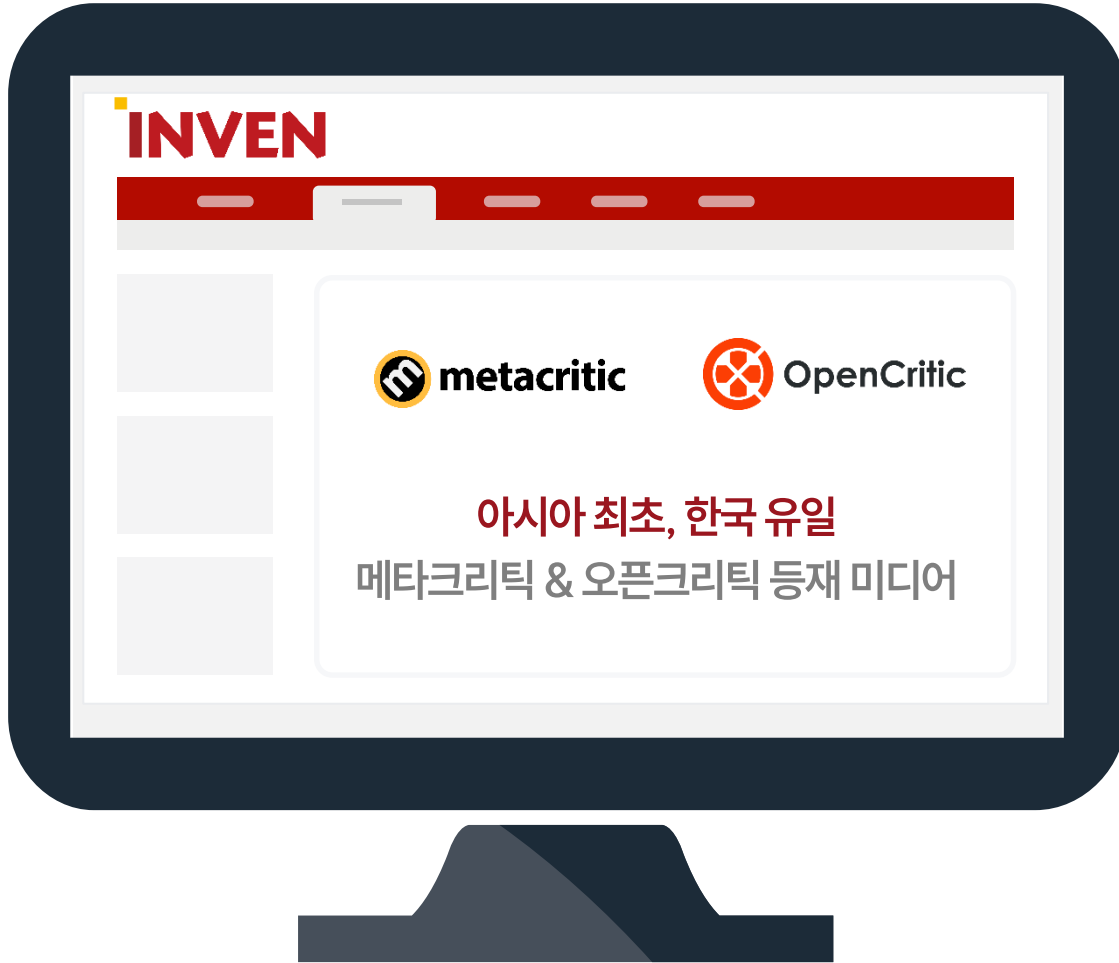 INVEN
metacritic
OpenCritic
아시아 최초, 한국 유일
메타크리틱 & 오픈크리틱 등재 미디어